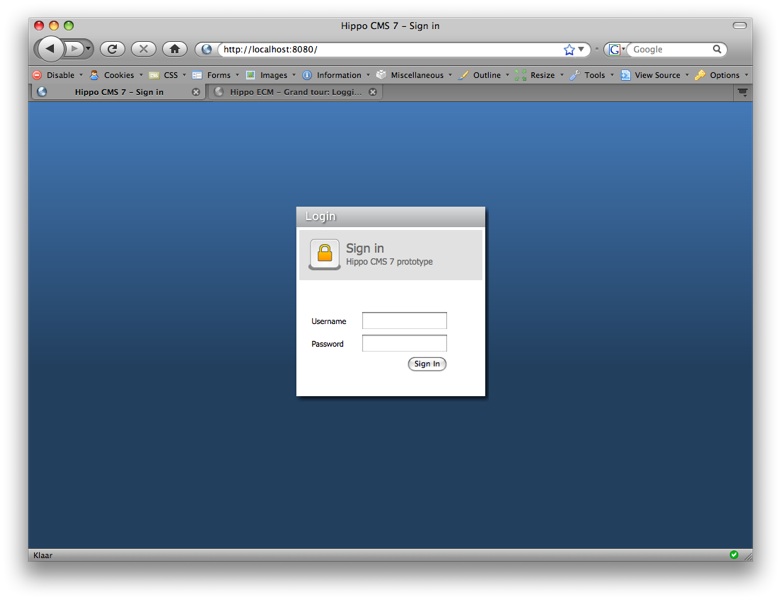 Hippo CMS 7 – Sign in
http://localhost:8080/
Google
Disable Cookies CSS Forms Images Information Miscellaneous Outline Resize Tools View Source Options
Hippo CMS 7 – Sign in Hippo ECM – Grand tour: Loggi...
Login
Sign in
Hippo CMS 7 prototype
Username
Password
Sign In
Klaar